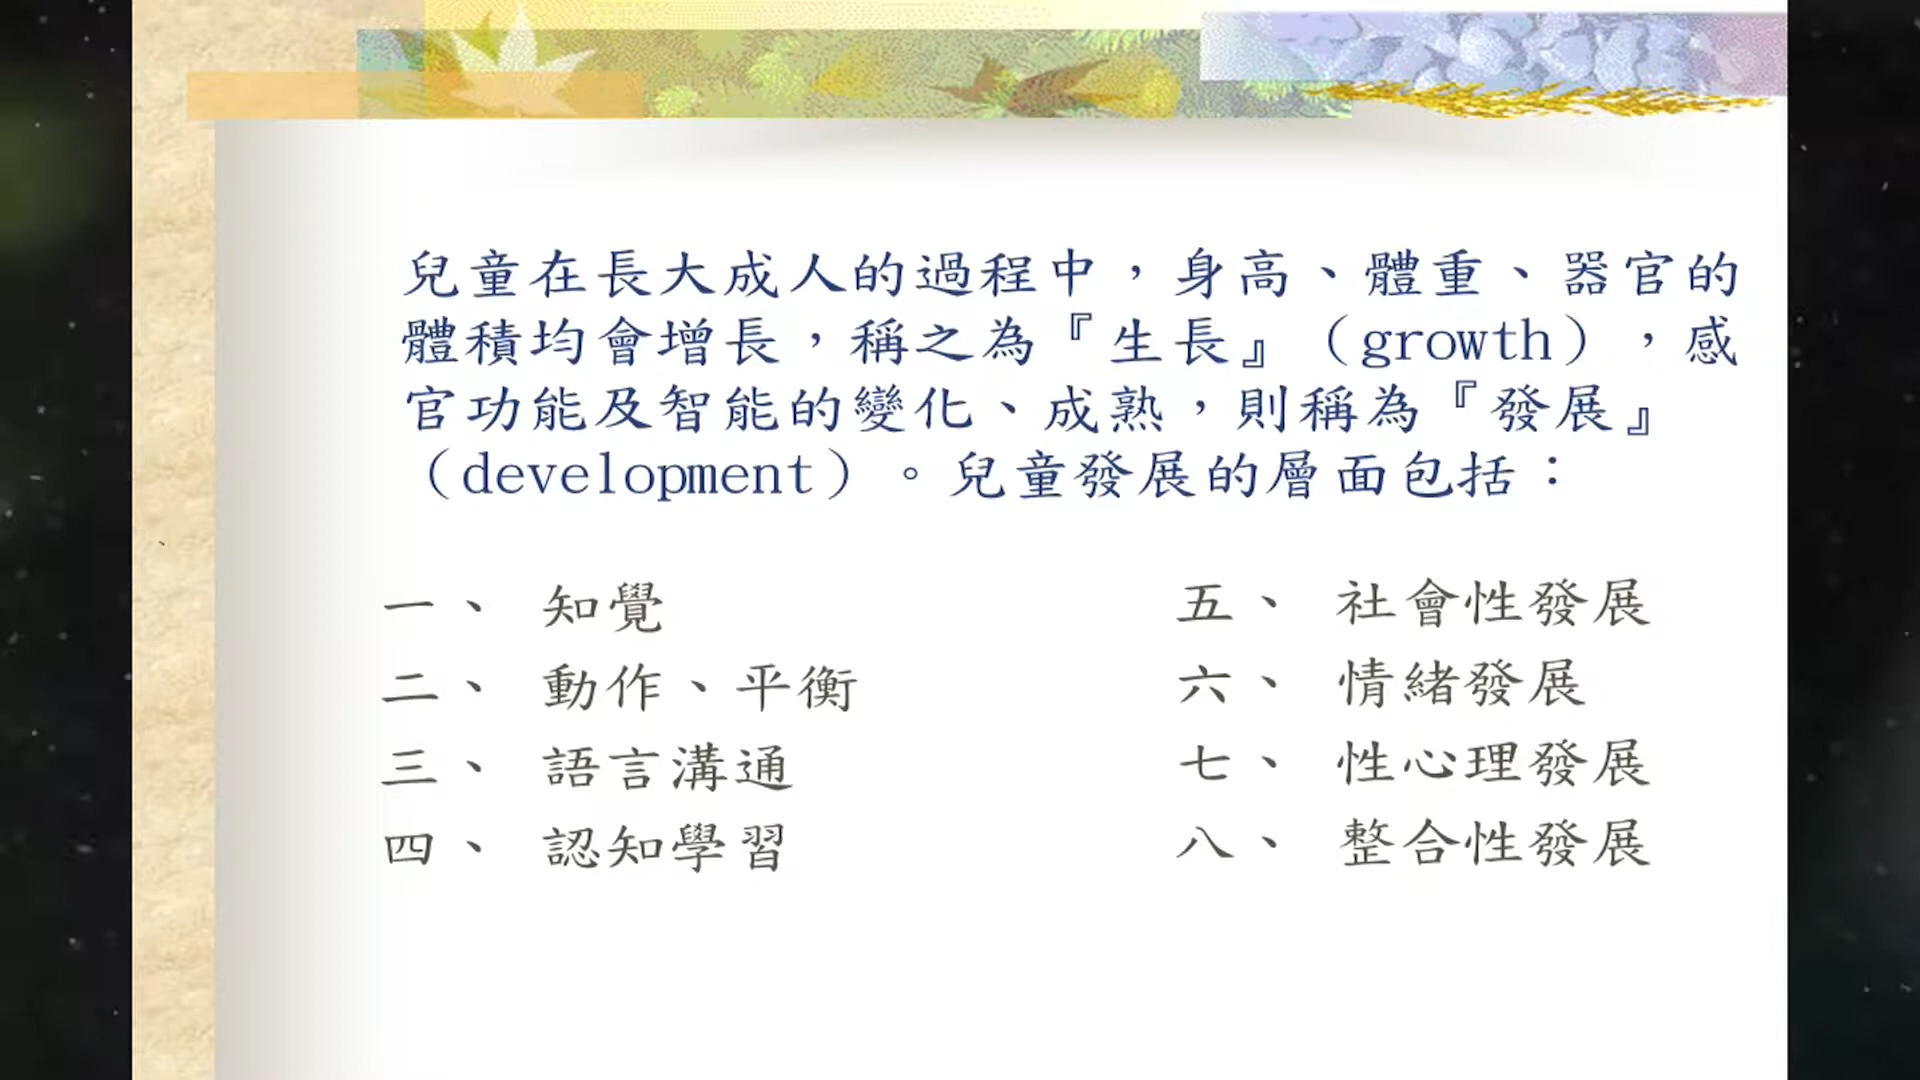 兒童在長大成人的過程中，身高、體重、器官的
體積均會增長，稱之為『生長』（growth），感
官功能及智能的變化、成熟，則稱為『發展』
（development）。兒童發展的層面包括：
一、 知覺
二、 動作、平衡
三、 語言溝通
四、 認知學習
五、 社會性發展
六、 情緒發展
七、 性心理發展
八、 整合性發展